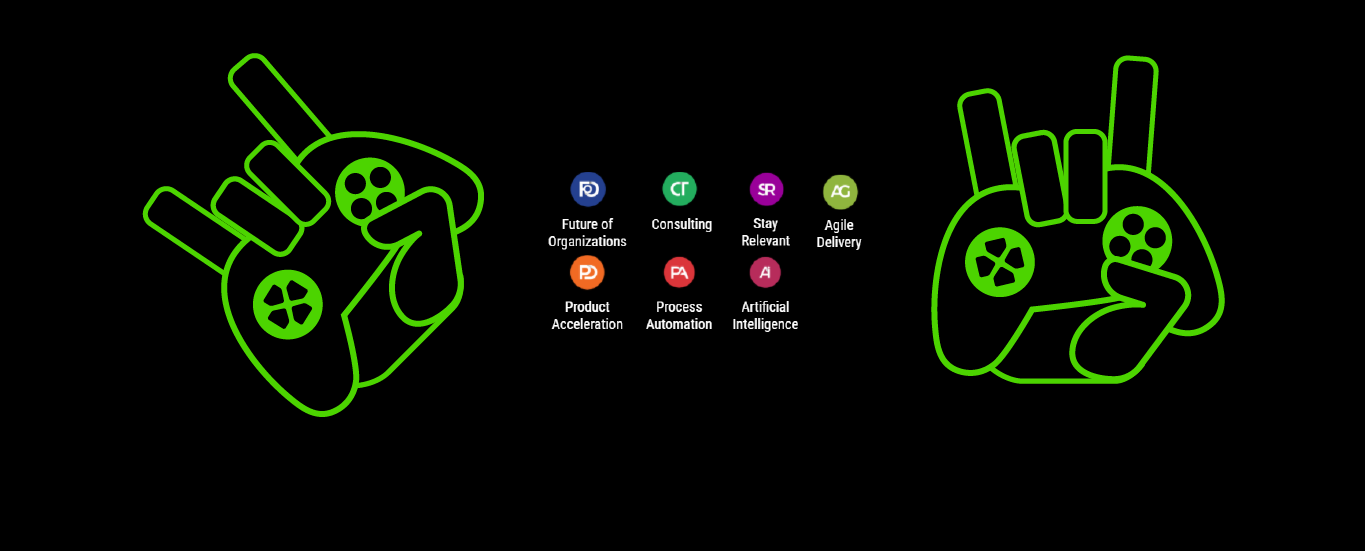 FO
CT
SR
AG
Future of
Organizations
Consulting
Stay
Relevant
Agile
Delivery
PD
PA
AI
Product
Acceleration
Process
Automation
Artificial
Intelligence